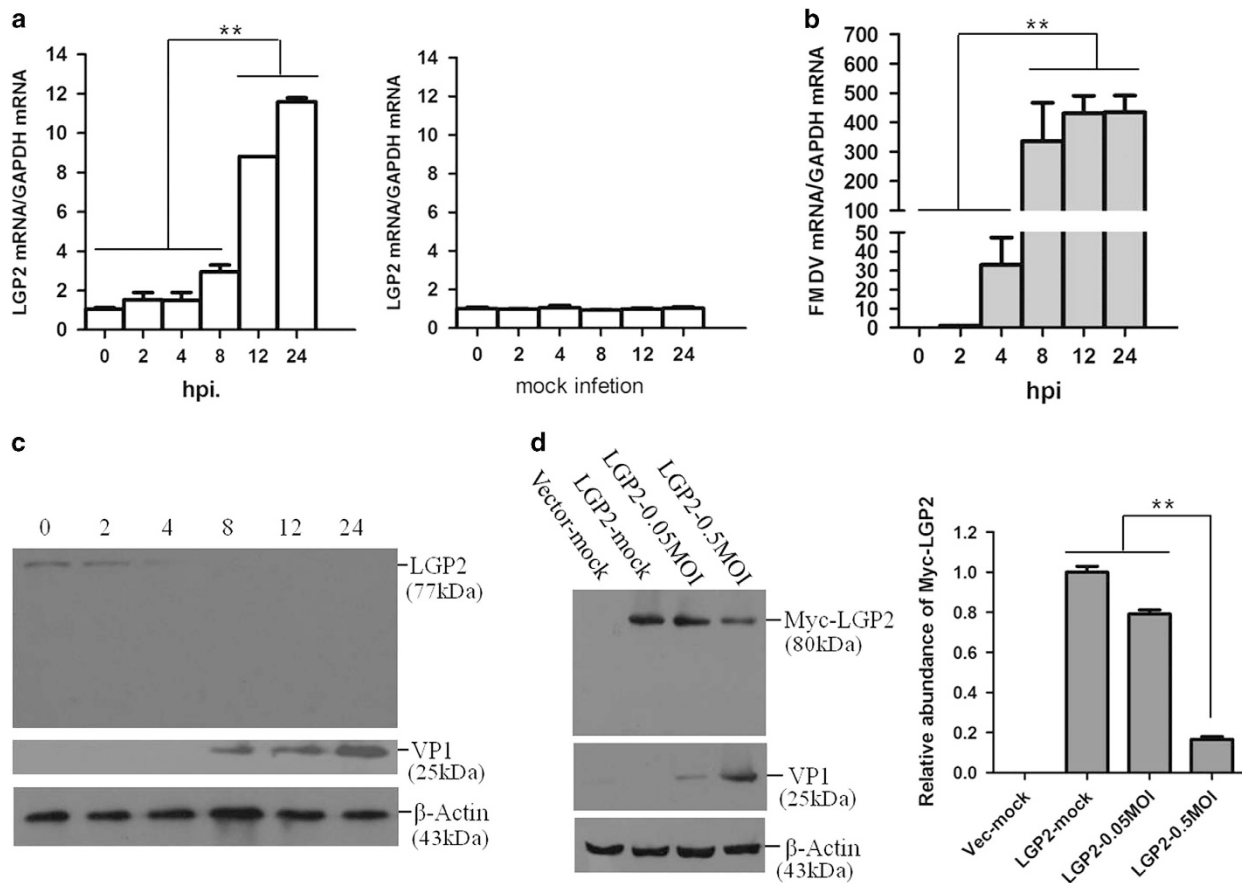 a
**
LGP2 mRNA/GAPDH mRNA
14
12
10
8
6
4
2
0
0 2 4 8 12 24
hpi.
LGP2 mRNA/GAPDH mRNA
14
12
10
8
6
4
2
0
0 2 4 8 12 24
mock infetion
b
**
FMDV mRNA/GAPDH mRNA
700
600
500
400
300
200
100
50
40
30
20
10
0
0 2 4 8 12 24
hpi
c
0 2 4 8 12 24
LGP2
(77kDa)
VP1
(25kDa)
β-Actin
(43kDa)
d
Vector-mock
LGP2-mock
LGP2-0.05MOI
LGP2-0.5MOI
Myc-LGP2
(80kDa)
VP1
(25kDa)
β-Actin
(43kDa)
**
Relative abundance of Myc-LGP2
1.2
1.0
0.8
0.6
0.4
0.2
0.0
Vec-mock
LGP2-mock
LGP2-0.05MOI
LGP2-0.5MOI